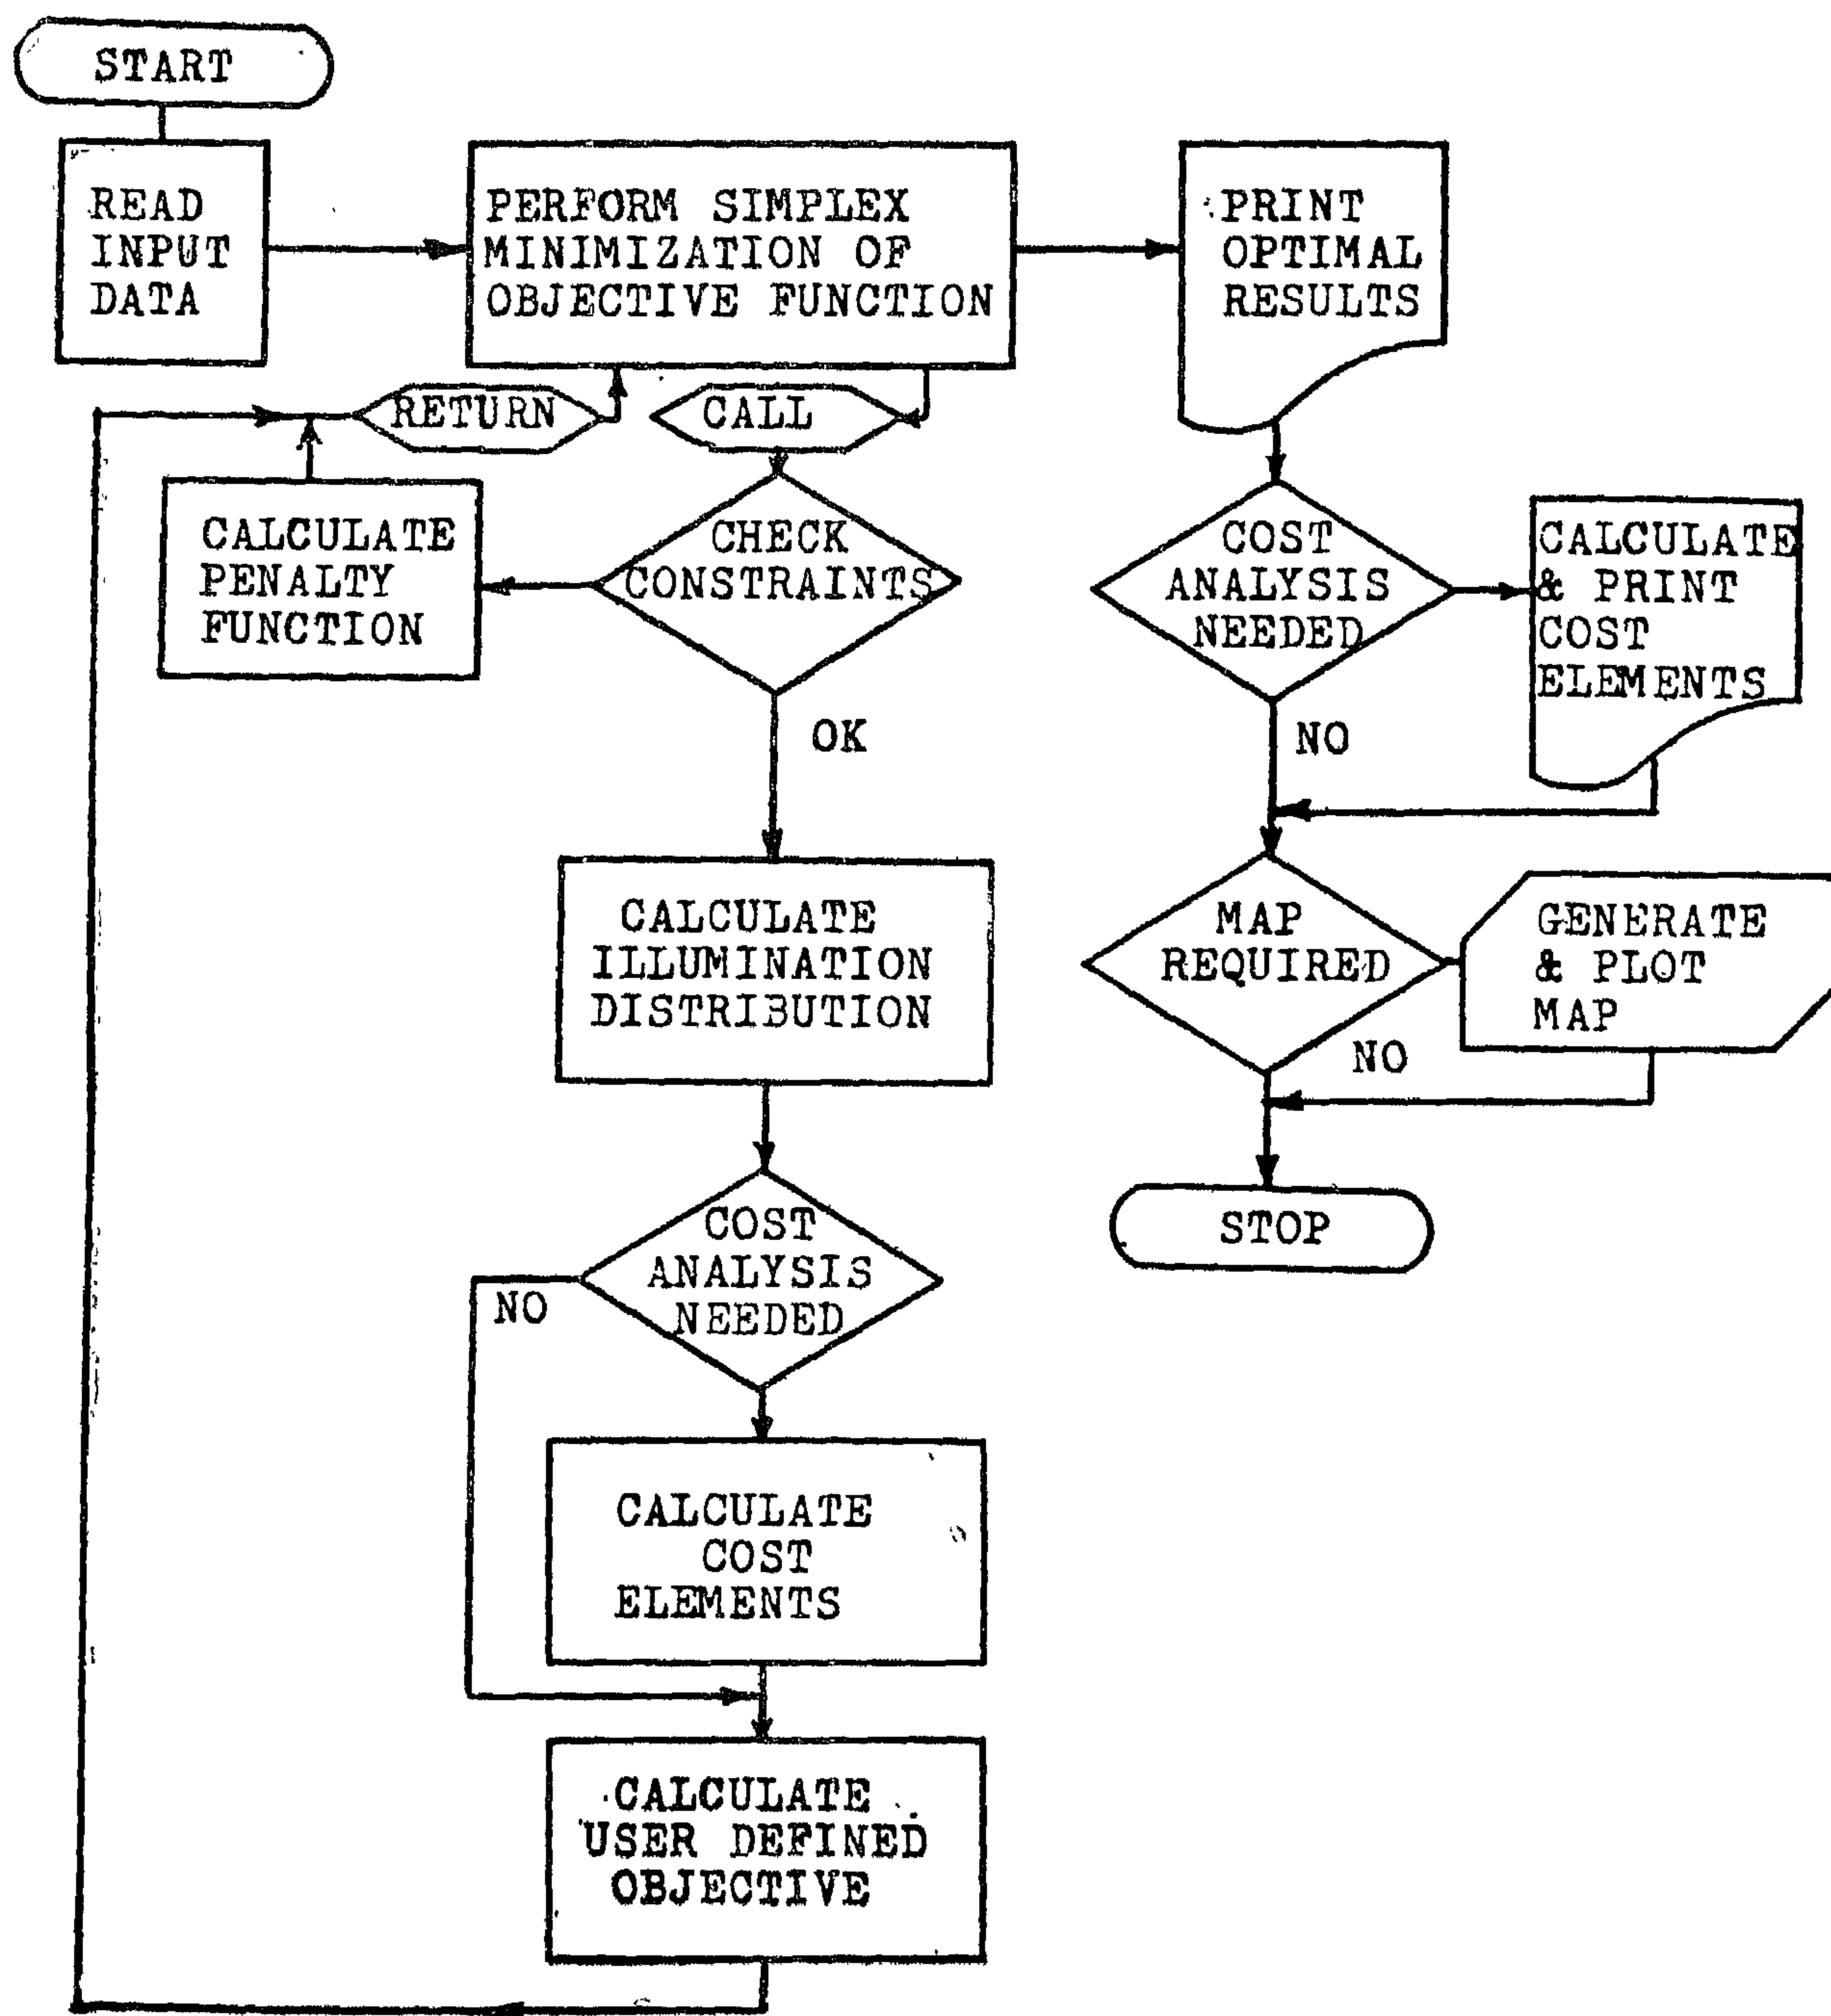 START
READ
INPUT
DATA
PERFORM SIMPLEX
MINIMIZATION OF
OBJECTIVE FUNCTION
PRINT
OPTIMAL
RESULTS
RETURN
CALL
CALCULATE
PENALTY
FUNCTION
CHECK
CONSTRAINTS
OK
COST
ANALYSIS
NEEDED
NO
CALCULATE
& PRINT
COST
ELEMENTS
CALCULATE
ILLUMINATION
DISTRIBUTION
MAP
REQUIRED
NO
GENERATE
& PLOT
MAP
STOP
COST
ANALYSIS
NEEDED
NO
CALCULATE
COST
ELEMENTS
CALCULATE
USER DEFINED
OBJECTIVE